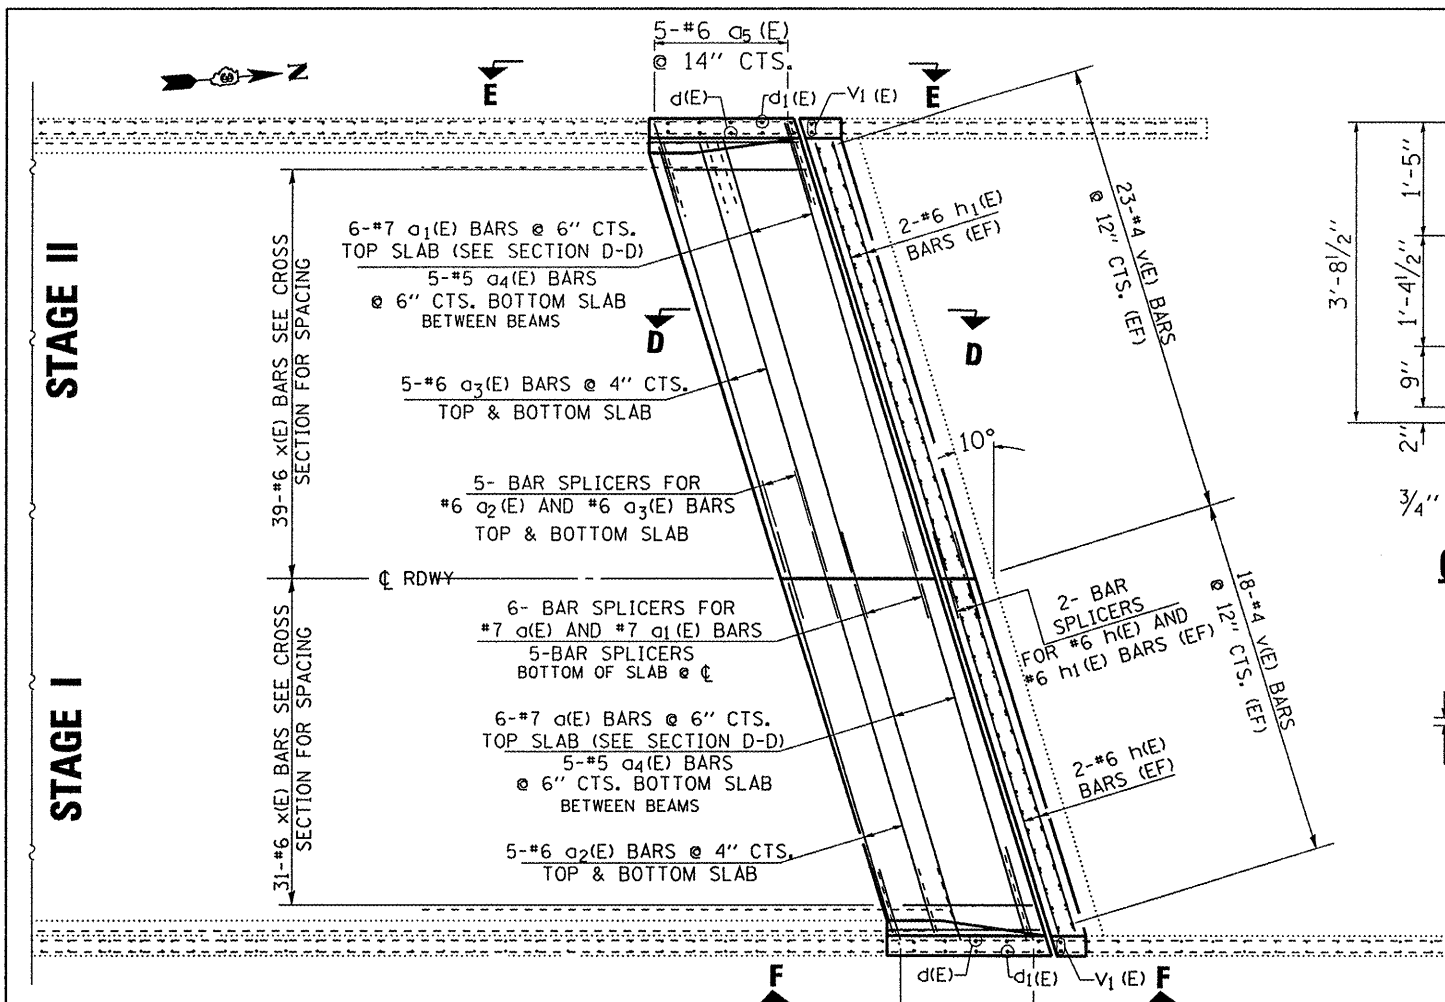 5-#6 a5(E)
@ 14" CTS.
N
E
d(E)
d1(E)
V1(E)
E
STAGE II
39-#6 x(E) BARS SEE CROSS
SECTION FOR SPACING
6-#7 a1(E) BARS @ 6" CTS.
TOP SLAB (SEE SECTION D-D)
5-#5 a4(E) BARS
@ 6" CTS. BOTTOM SLAB
BETWEEN BEAMS
2-#6 h1(E)
BARS (EF)
23-#4 v(E) BARS
@ 12" CTS. (EF)
3'-8 1/2"
1'-5"
1'-4 1/2"
9"
2"
3/4"
D
D
5-#6 a3(E) BARS @ 4" CTS.
TOP & BOTTOM SLAB
10°
5- BAR SPLICERS FOR
#6 a2(E) AND #6 a3(E) BARS
TOP & BOTTOM SLAB
℄ RDWY
STAGE I
31-#6 x(E) BARS SEE CROSS
SECTION FOR SPACING
6- BAR SPLICERS FOR
#7 a(E) AND #7 a1(E) BARS
5-BAR SPLICERS
BOTTOM OF SLAB @ ℄
2- BAR
SPLICERS
FOR #6 h(E) AND
#6 h1(E) BARS (EF)
18-#4 v(E) BARS
@ 12" CTS. (EF)
6-#7 a(E) BARS @ 6" CTS.
TOP SLAB (SEE SECTION D-D)
5-#5 a4(E) BARS
@ 6" CTS. BOTTOM SLAB
BETWEEN BEAMS
2-#6 h(E)
BARS (EF)
5-#6 a2(E) BARS @ 4" CTS.
TOP & BOTTOM SLAB
F
d(E)
d1(E)
V1(E)
F